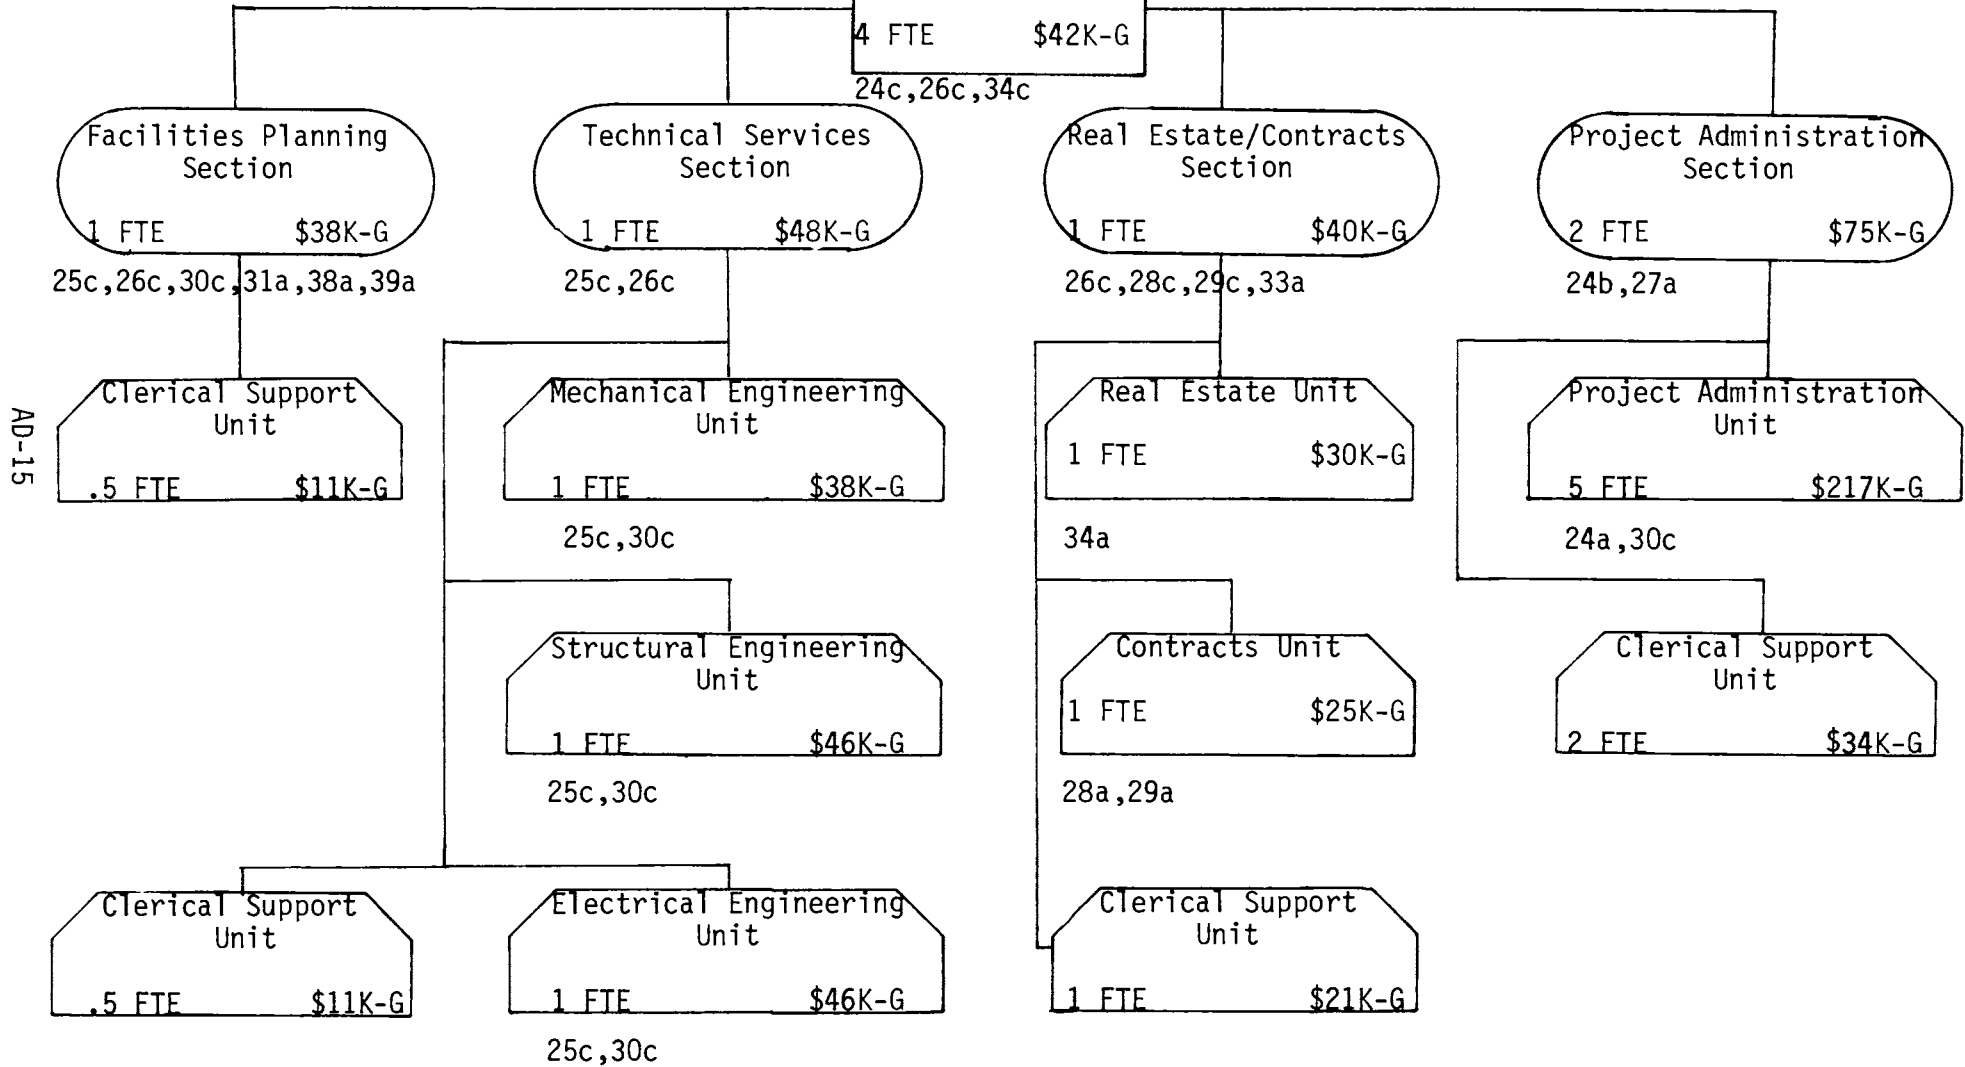 4 FTE $42K-G
24c,26c,34c
Facilities Planning
Section
1 FTE $38K-G
25c,26c,30c,31a,38a,39a
Technical Services
Section
1 FTE $48K-G
25c,26c
Real Estate/Contracts
Section
1 FTE $40K-G
26c,28c,29c,33a
Project Administration
Section
2 FTE $75K-G
24b,27a
Clerical Support
Unit
.5 FTE $11K-G
Mechanical Engineering
Unit
1 FTE $38K-G
25c,30c
Real Estate Unit
1 FTE $30K-G
34a
Project Administration
Unit
5 FTE $217K-G
24a,30c
AD-15
Structural Engineering
Unit
1 FTE $46K-G
25c,30c
Contracts Unit
1 FTE $25K-G
28a,29a
Clerical Support
Unit
2 FTE $34K-G
Clerical Support
Unit
.5 FTE $11K-G
Electrical Engineering
Unit
1 FTE $46K-G
25c,30c
Clerical Support
Unit
1 FTE $21K-G